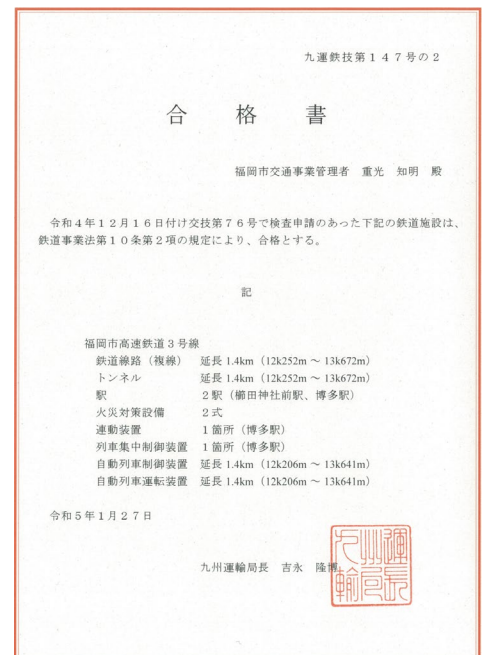 九運鉄技第１４７号の２
合格書
福岡市交通事業管理者　重光　知明　殿
令和４年１２月１６日付け交技第７６号で検査申請のあった下記の鉄道施設は、
鉄道事業法第１０条第２項の規定により、合格とする。
記
福岡市高速鉄道３号線
鉄道線路（複線）　延長 1.4km（12k252m ～ 13k672m）
トンネル　延長 1.4km（12k252m ～ 13k672m）
駅　２駅（櫛田神社前駅、博多駅）
火災対策設備　２式
連動装置　１箇所（博多駅）
列車集中制御装置　１箇所（博多駅）
自動列車制御装置　延長 1.4km（12k206m ～ 13k641m）
自動列車運転装置　延長 1.4km（12k206m ～ 13k641m）
令和５年１月２７日
九州運輸局長　吉永　隆博
九州運輸局長